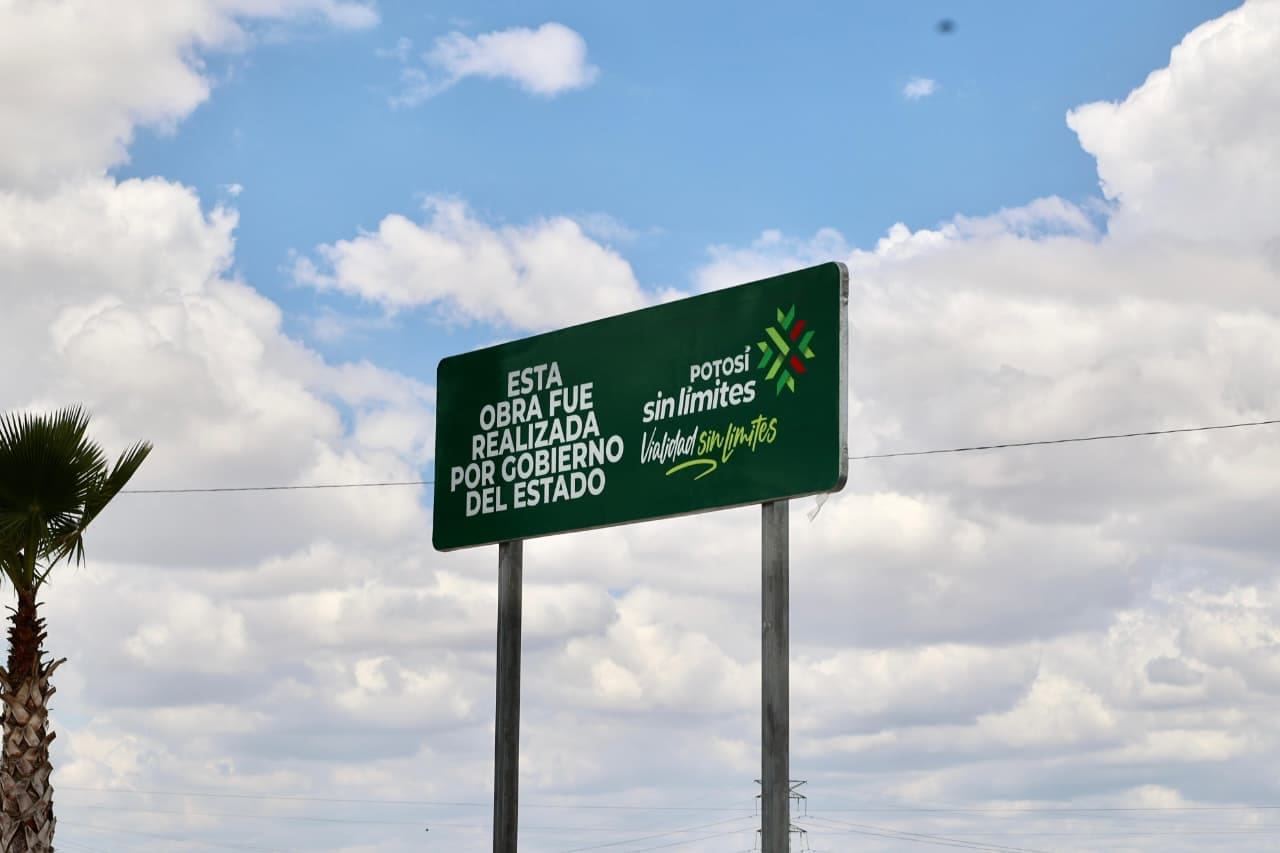 ESTA
OBRA FUE
REALIZADA
POR GOBIERNO
DEL ESTADO
POTOSÍ
sin límites
Vialidad sin límites